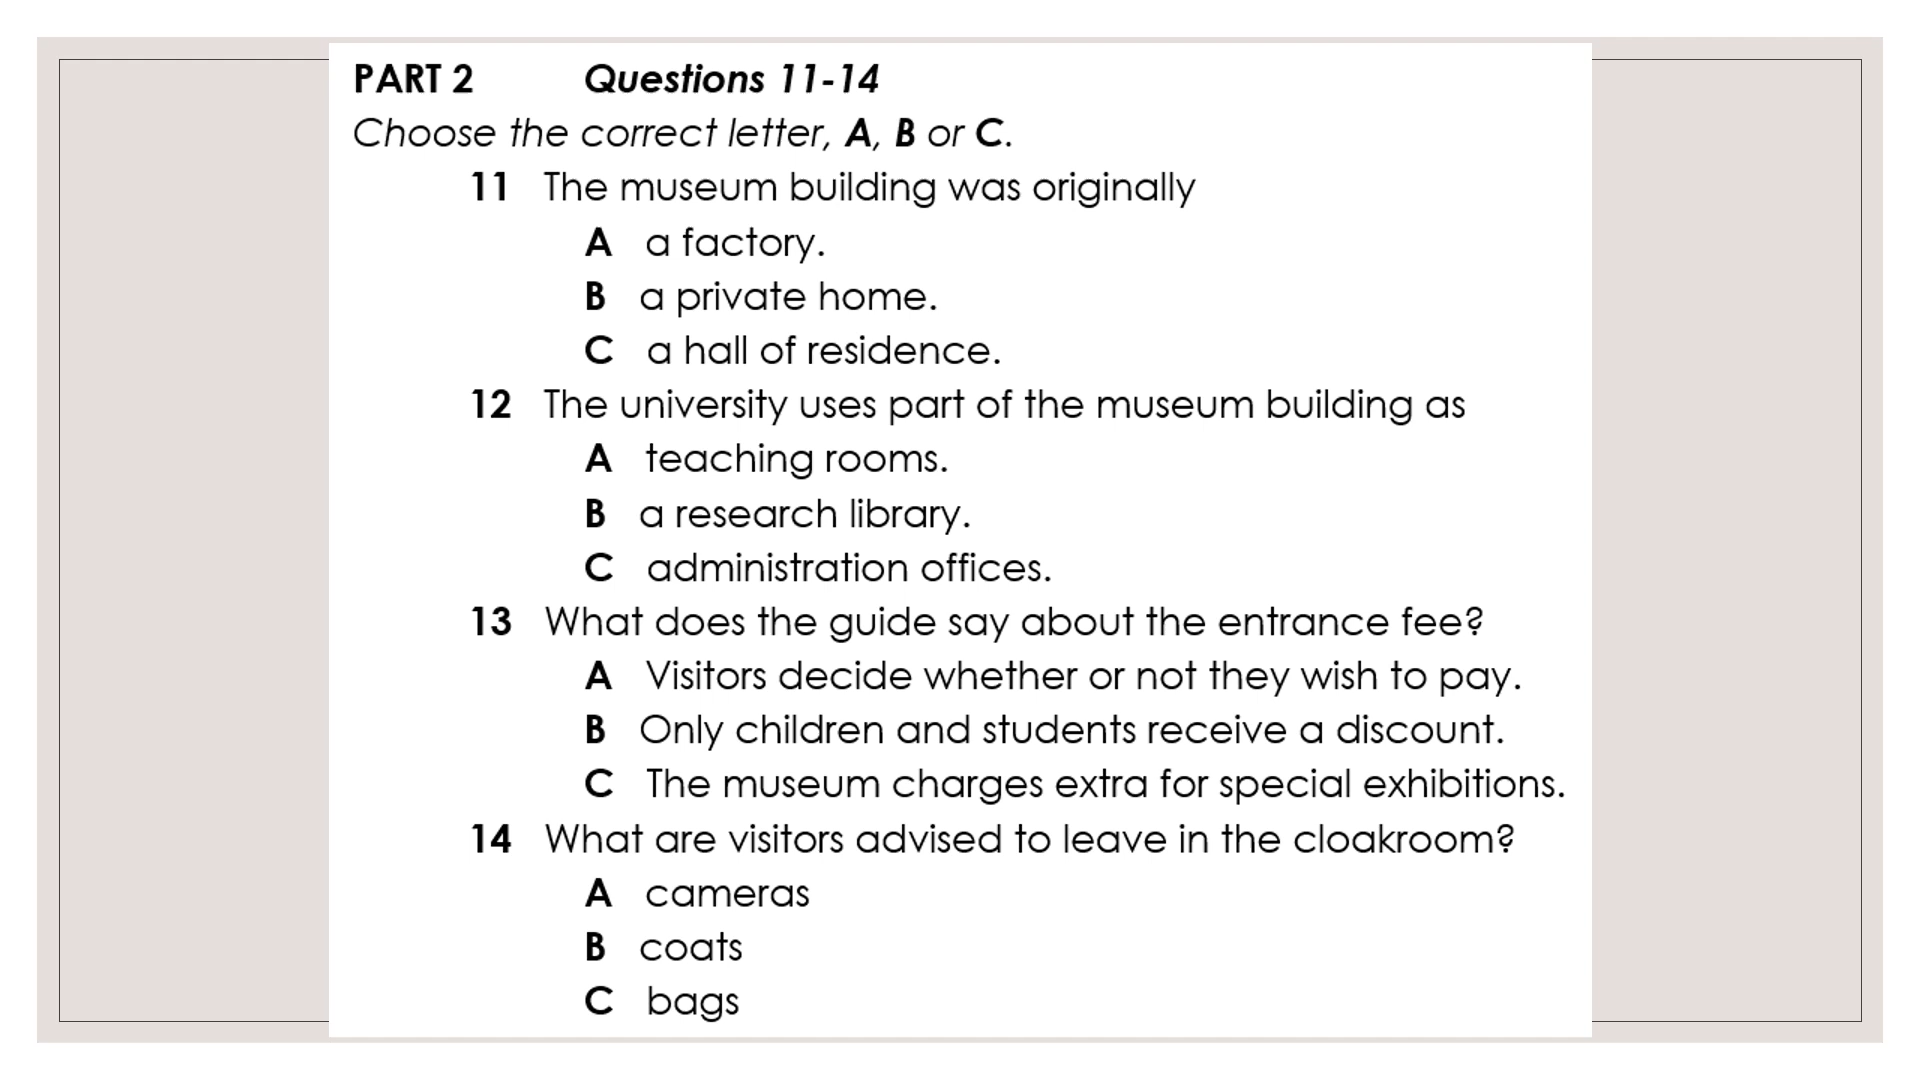 PART 2 Questions 11-14
Choose the correct letter, A, B or C.
11 The museum building was originally
A a factory.
B a private home.
C a hall of residence.
12 The university uses part of the museum building as
A teaching rooms.
B a research library.
C administration offices.
13 What does the guide say about the entrance fee?
A Visitors decide whether or not they wish to pay.
B Only children and students receive a discount.
C The museum charges extra for special exhibitions.
14 What are visitors advised to leave in the cloakroom?
A cameras
B coats
C bags